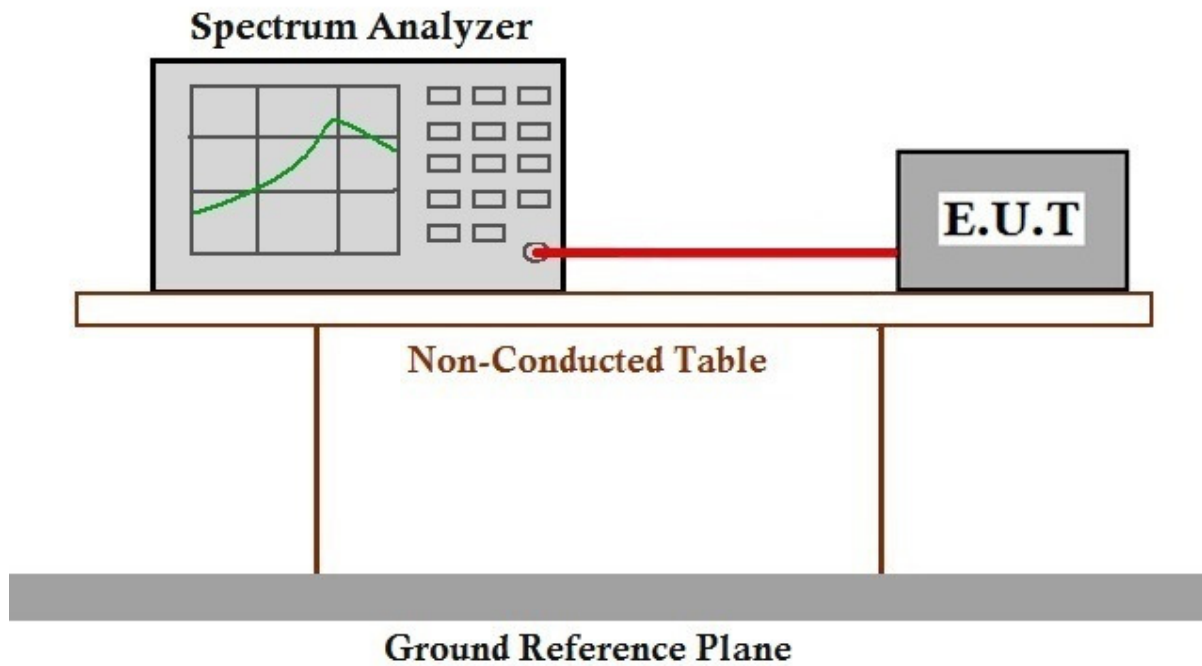 Spectrum Analyzer
E.U.T
Non-Conducted Table
Ground Reference Plane